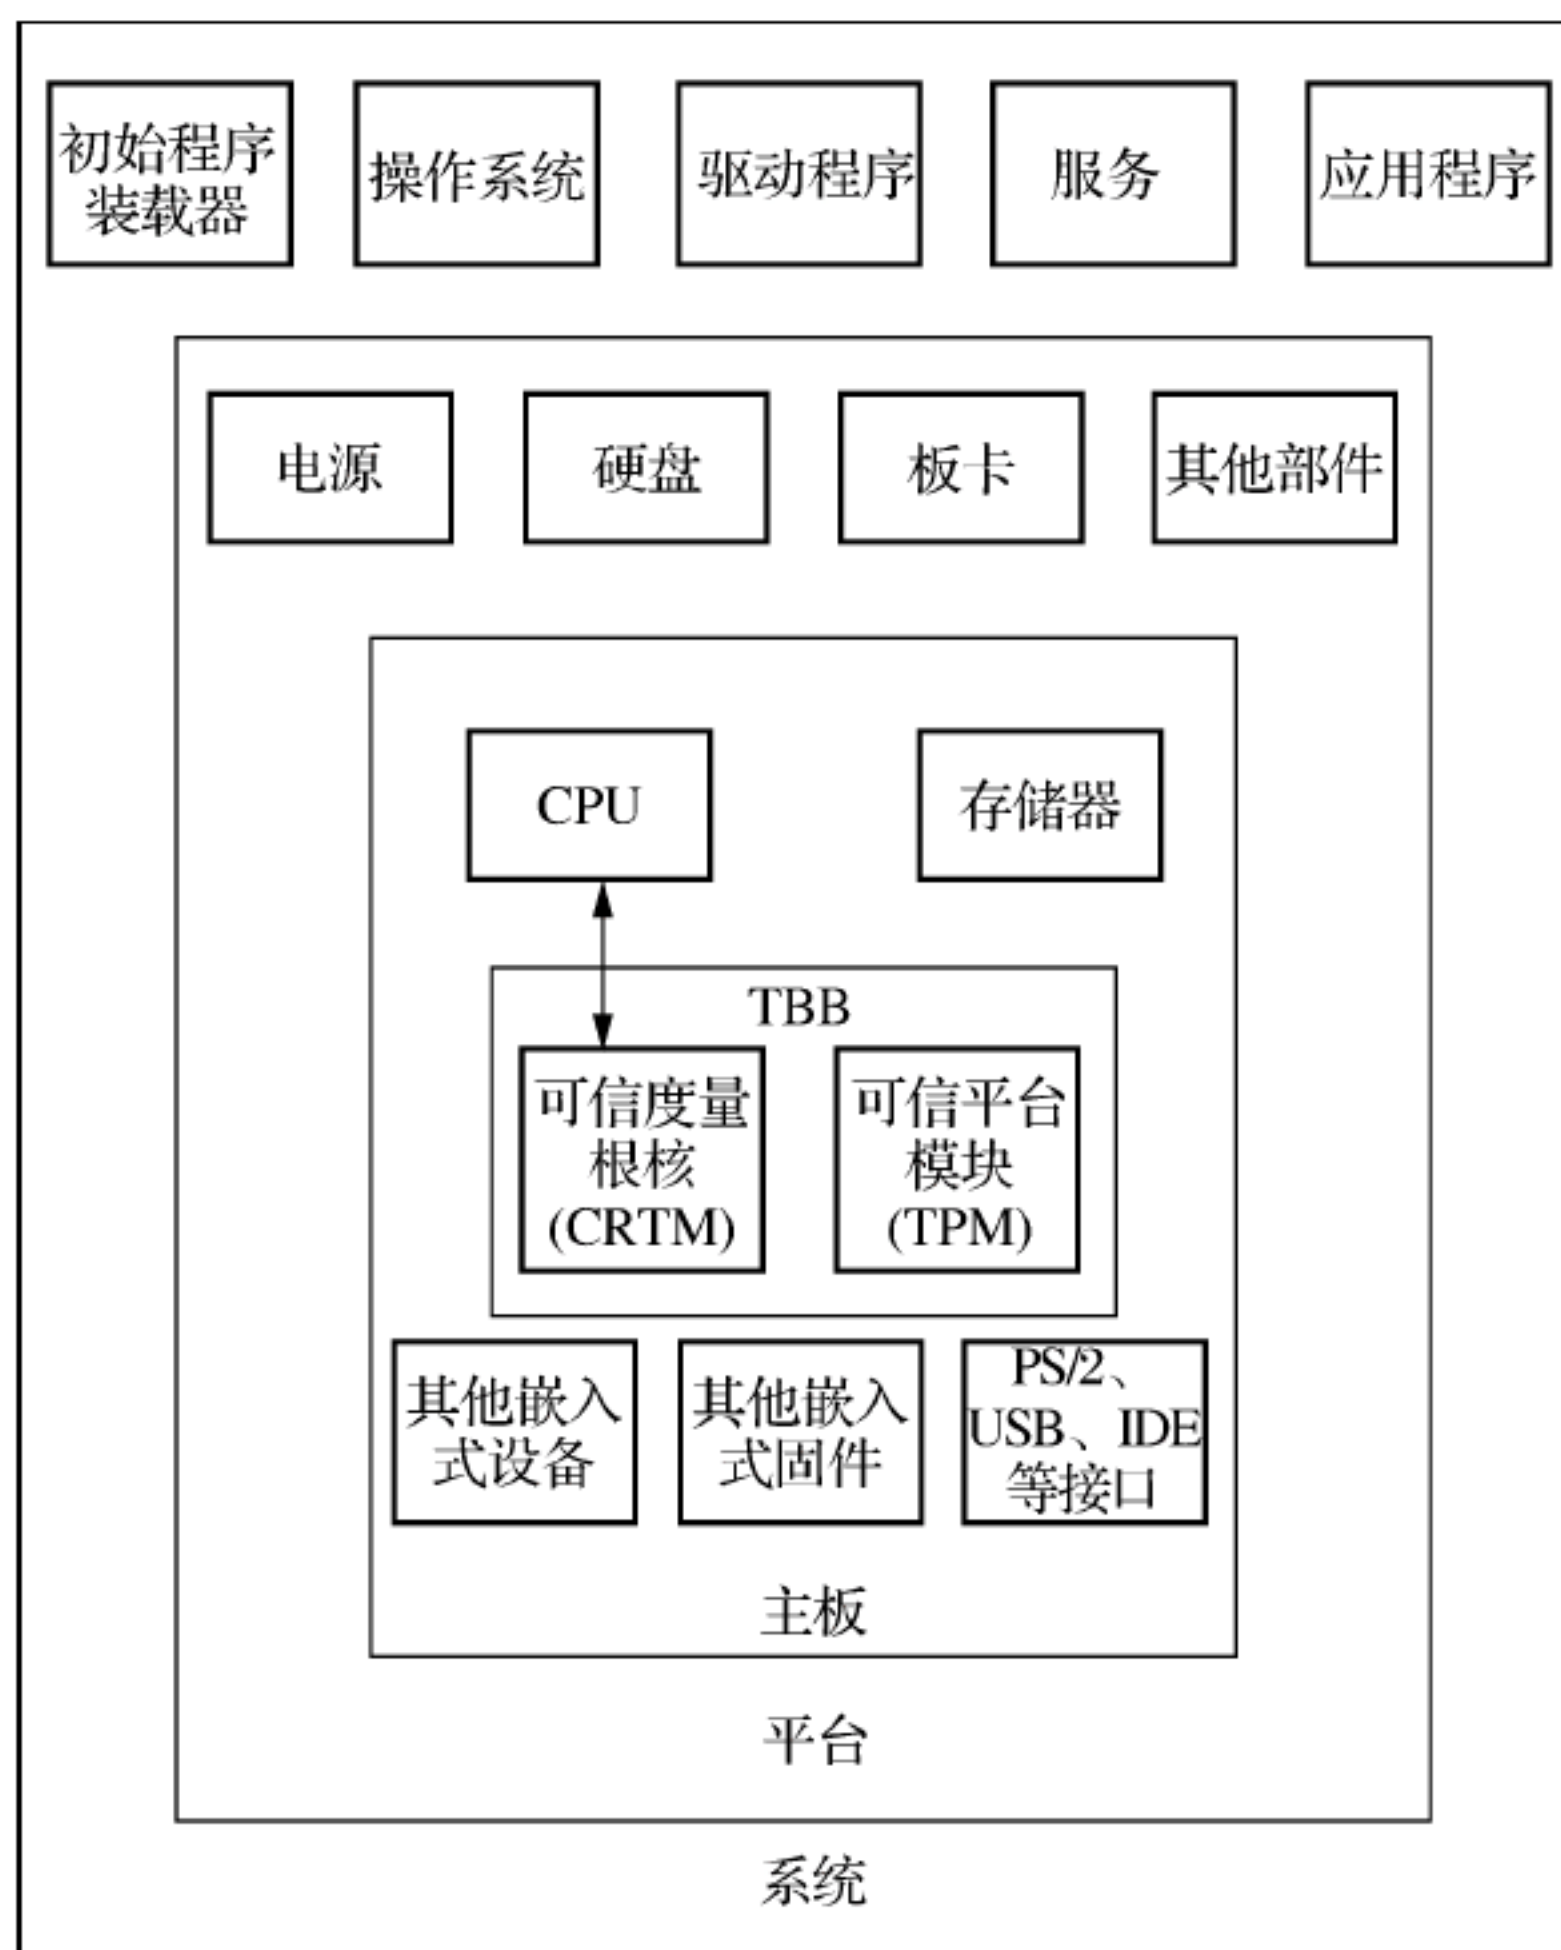 初始程序
装载器
操作系统
驱动程序
服务
应用程序
电源
硬盘
板卡
其他部件
CPU
存储器
TBB
可信度量
根核
(CRTM)
可信平台
模块
(TPM)
其他嵌入
式设备
其他嵌入
式固件
PS/2、
USB、IDE
等接口
主板
平台
系统